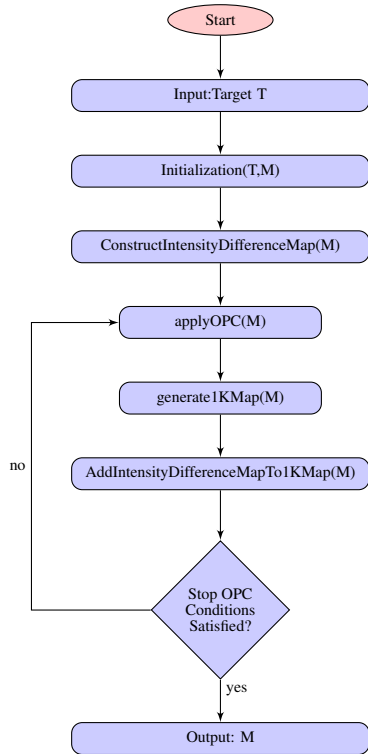 Start
Input:Target T
Initialization(T,M)
ConstructIntensityDifferenceMap(M)
applyOPC(M)
generate1KMap(M)
no
AddIntensityDifferenceMapTo1KMap(M)
Stop OPC
Conditions
Satisfied?
yes
Output: M